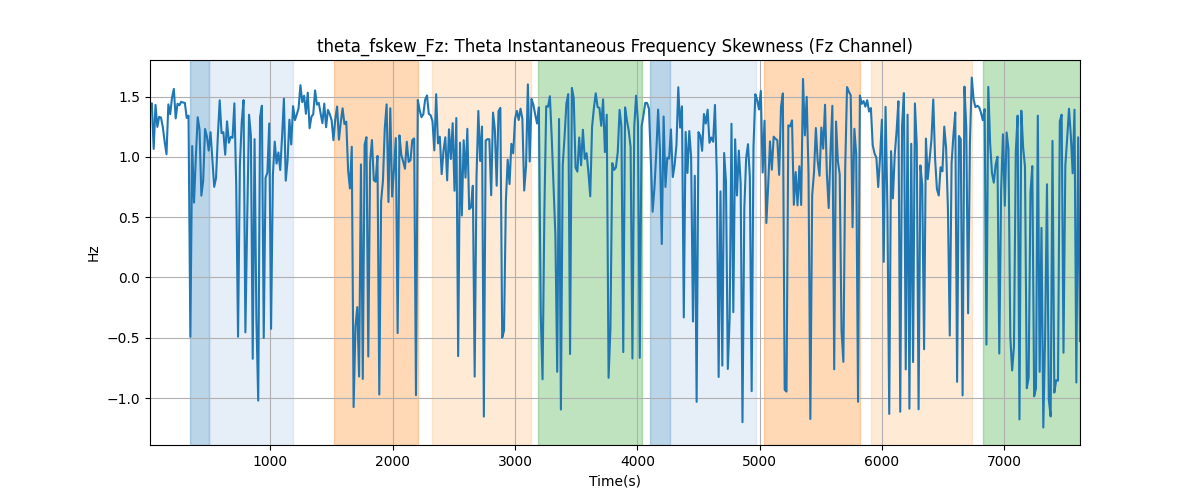 theta_fskew_Fz: Theta Instantaneous Frequency Skewness (Fz Channel)
1.5
1.0
0.5
0.0
−0.5
−1.0
Hz
1000 2000 3000 4000 5000 6000 7000
Time(s)